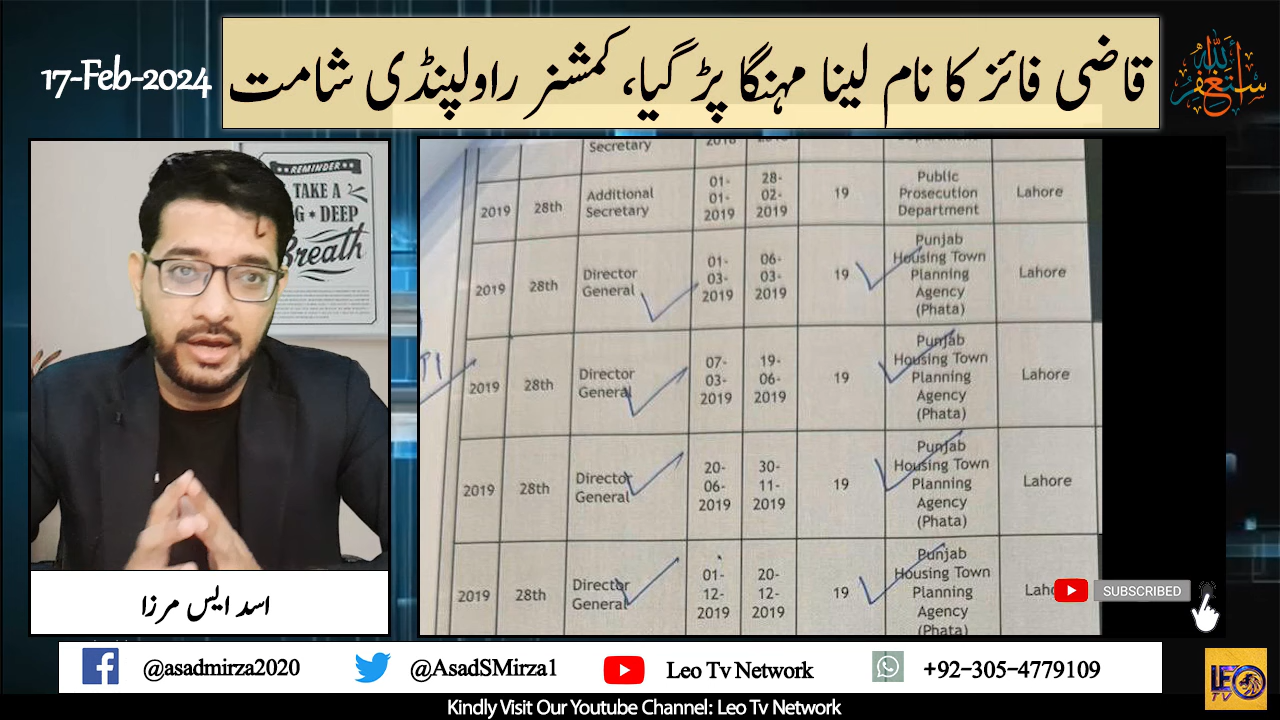 17-Feb-2024
قاضی فائز کا نام لینا مہنگا پڑ گیا، کمشنر راولپنڈی شامت
استغفر اللہ
REMINDER
TAKE A
DEEP
Breath
اسد ایس مرزا
Secretary 2018
2019 28th Additional Secretary 01-01-2019 28-02-2019 19 Public Prosecution Department Lahore
2019 28th Director General 01-03-2019 06-03-2019 19 Punjab Housing Town Planning Agency (Phata) Lahore
2019 28th Director General 07-03-2019 19-06-2019 19 Punjab Housing Town Planning Agency (Phata) Lahore
2019 28th Director General 20-06-2019 30-11-2019 19 Punjab Housing Town Planning Agency (Phata) Lahore
2019 28th Director General 01-12-2019 20-12-2019 19 Punjab Housing Town Planning Agency (Phata)
SUBSCRIBED
@asadmirza2020 @AsadSMirza1 Leo Tv Network +92-305-4779109
LEO TV
Kindly Visit Our Youtube Channel: Leo Tv Network